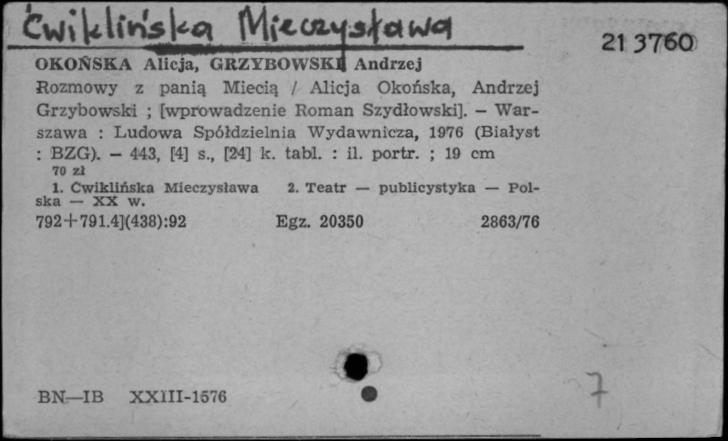 Ćwiklińska Mieczysława
21 3760
OKOŃSKA Alicja, GRZYBOWSKI Andrzej
Rozmowy z panią Miecią / Alicja Okońska, Andrzej
Grzybowski ; [wprowadzenie Roman Szydłowski]. — War-
szawa : Ludowa Spółdzielnia Wydawnicza, 1976 (Białyst
: BZG). — 443, [4] s., [24] k. tabl. : il. portr. ; 19 cm
70 zł
1. Ćwiklińska Mieczysława 2. Teatr — publicystyka — Pol-
ska — XX w.
792+791.4](438):92 Egz. 20350 2863/76
BN—IB XXIII-1576
7